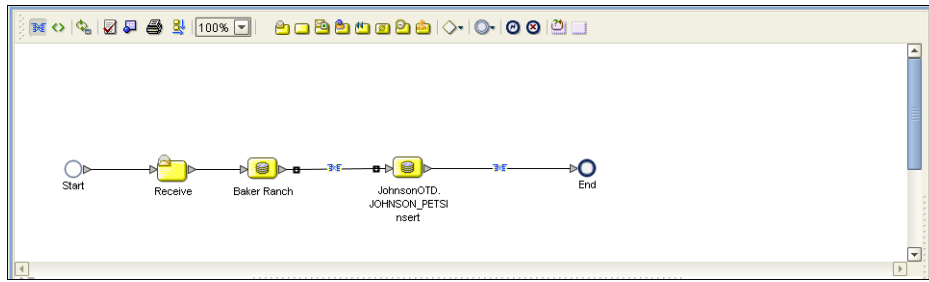 100%
Start
Receive
Baker Ranch
JohnsonOTD.
JOHNSON_PETSI
nsert
End